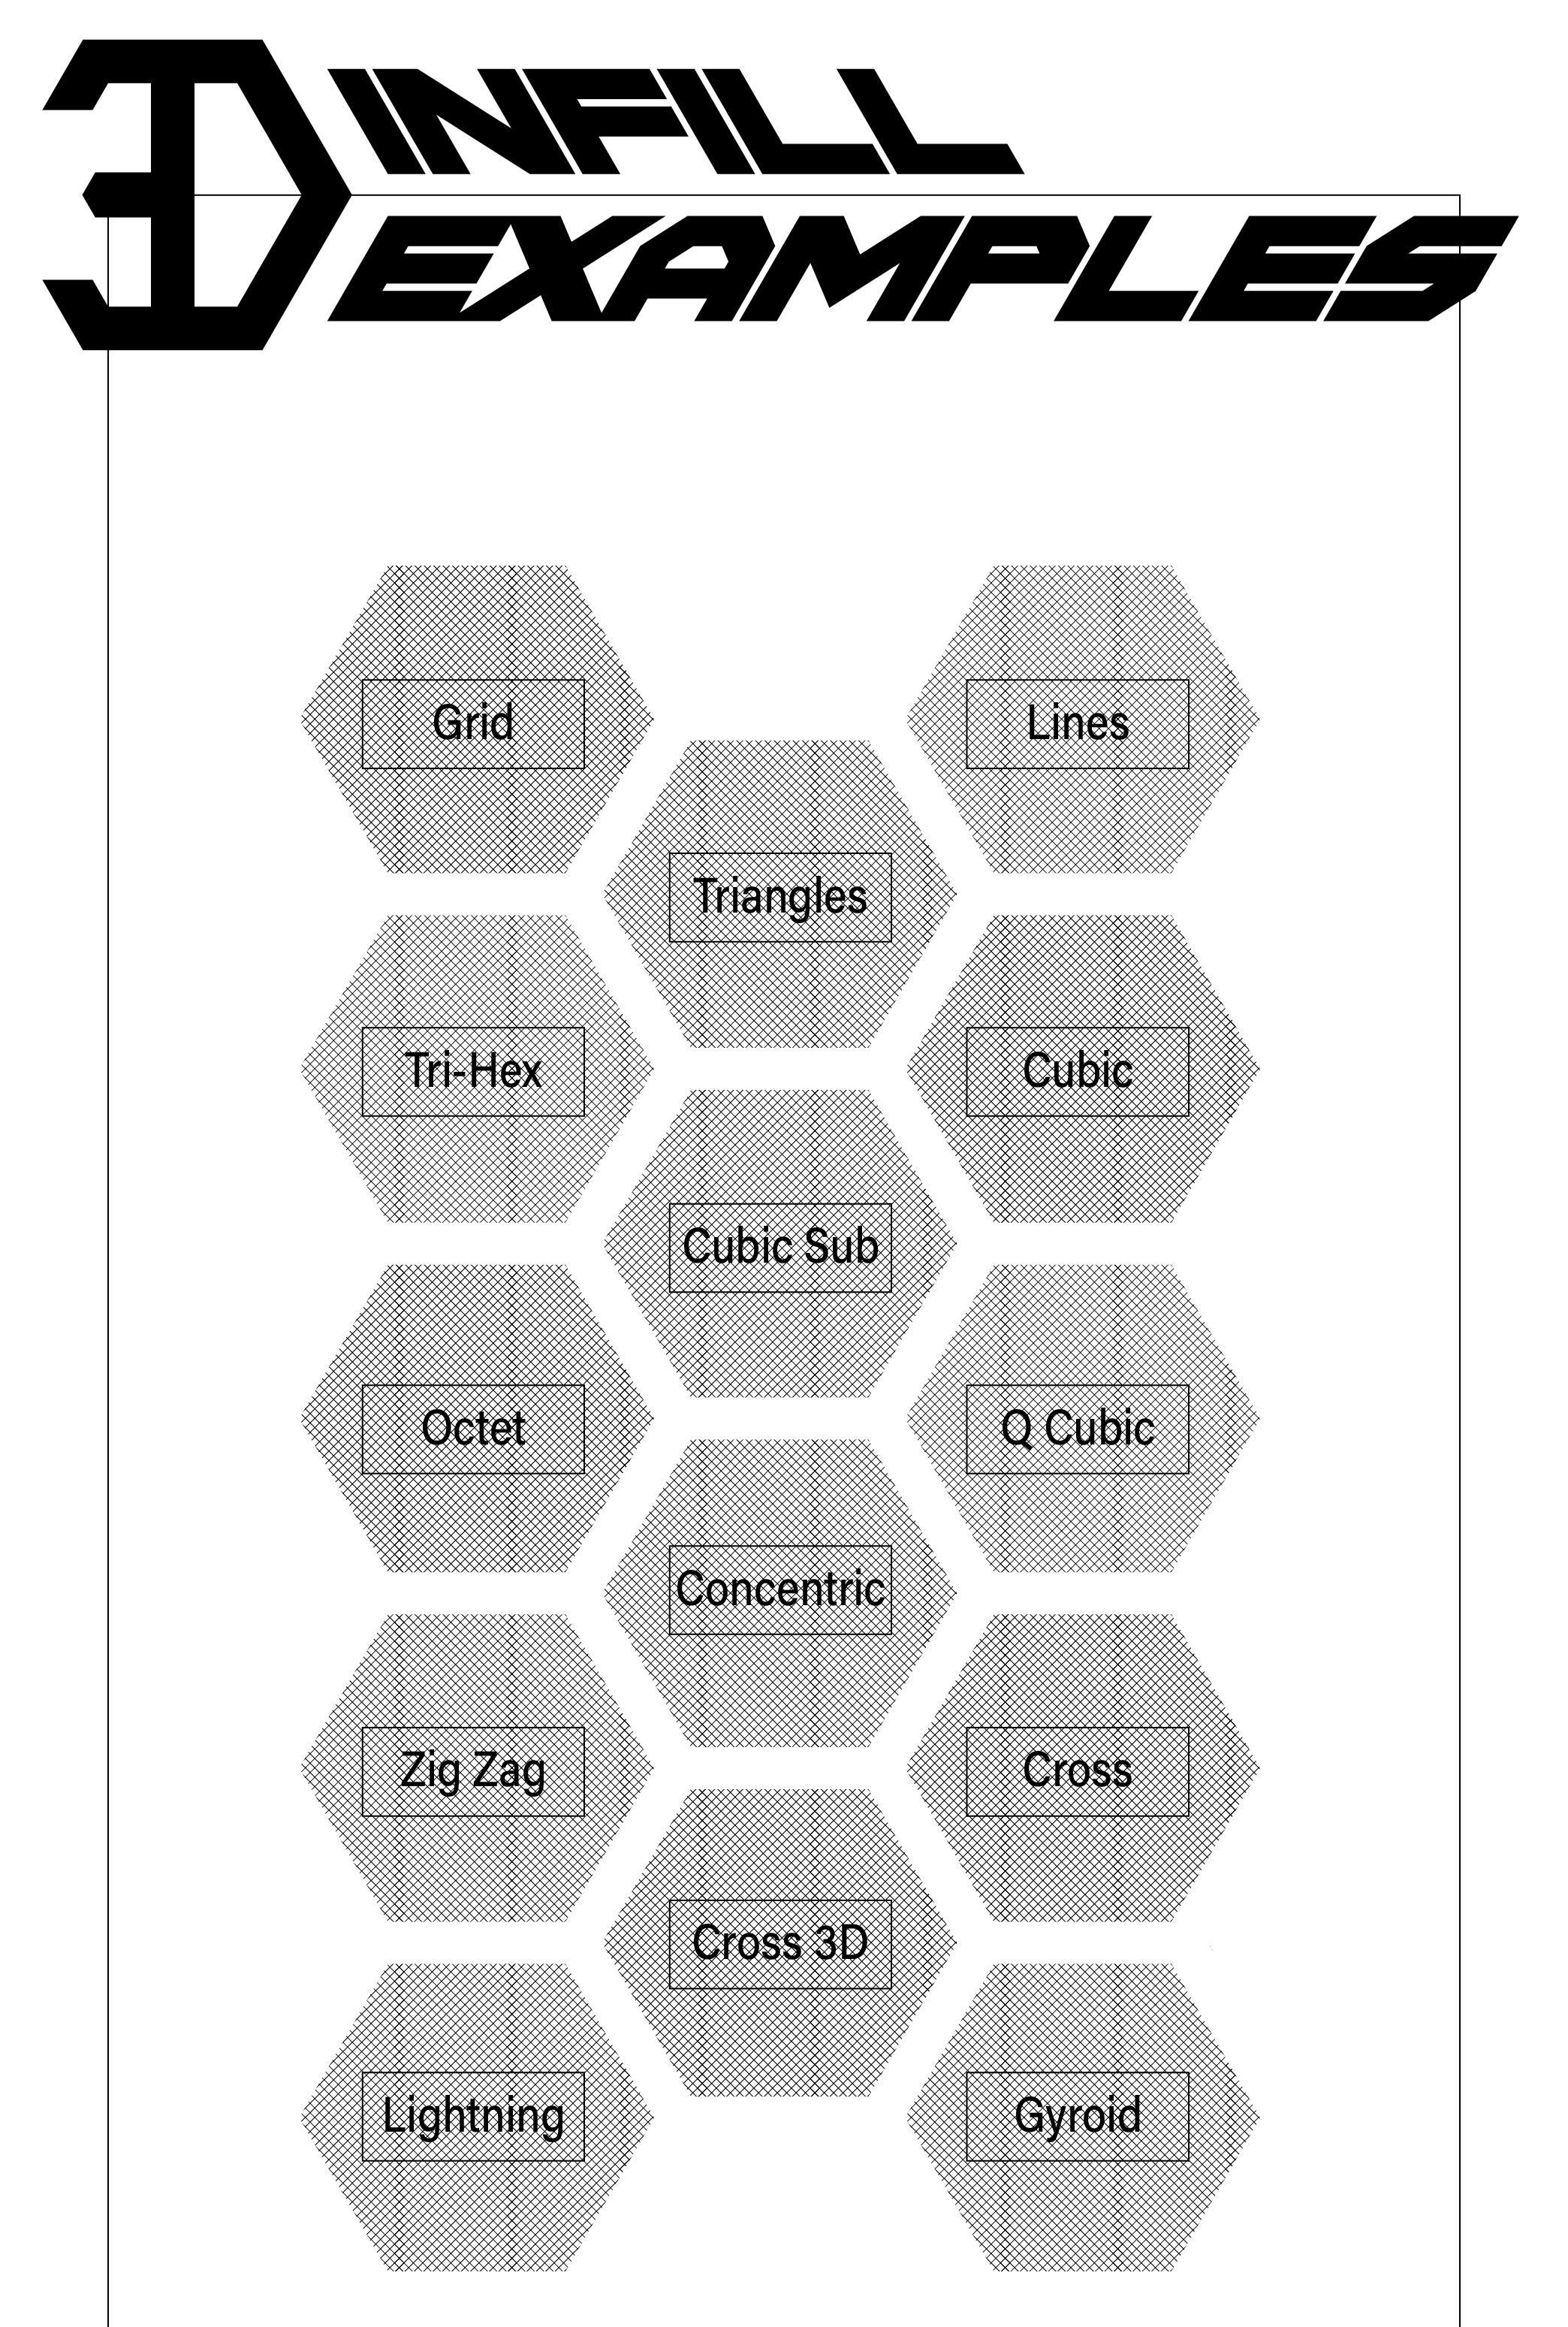 3D INFILL
EXAMPLES
Grid
Lines
Triangles
Tri-Hex
Cubic
Cubic Sub
Octet
Q Cubic
Concentric
Zig Zag
Cross
Cross 3D
Lightning
Gyroid